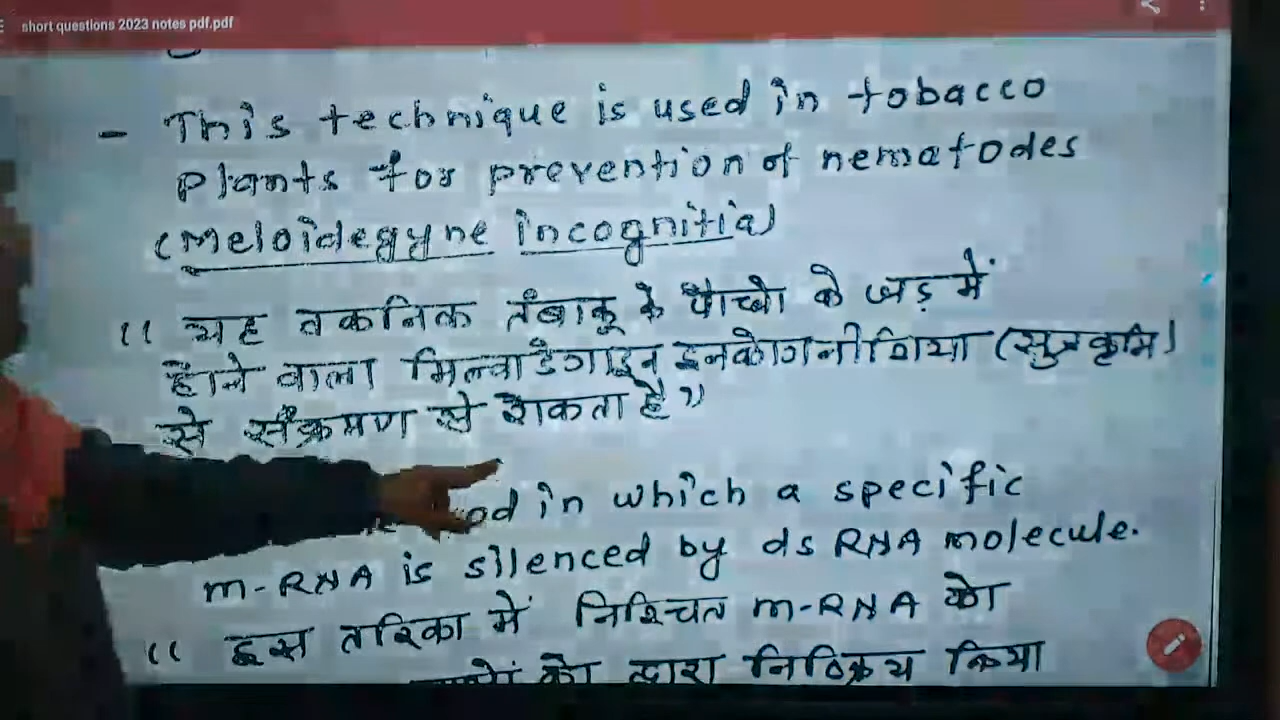 short questions 2023 notes pdf.pdf
- This technique is used in tobacco
plants for prevention of nematodes
(Meloidegyne incognitia)
" यह तकनिक तंबाकू के पौधो के जड़ में
होने वाला मिल्वाडेगाइन इनकोगनीशिया (सुत्रकृमि)
से संक्रमण से रोकता है "
in which a specific
m-RNA is silenced by ds RNA molecule.
" इस तरिका में निश्चित m-RNA को
को द्वारा निष्क्रिय किया